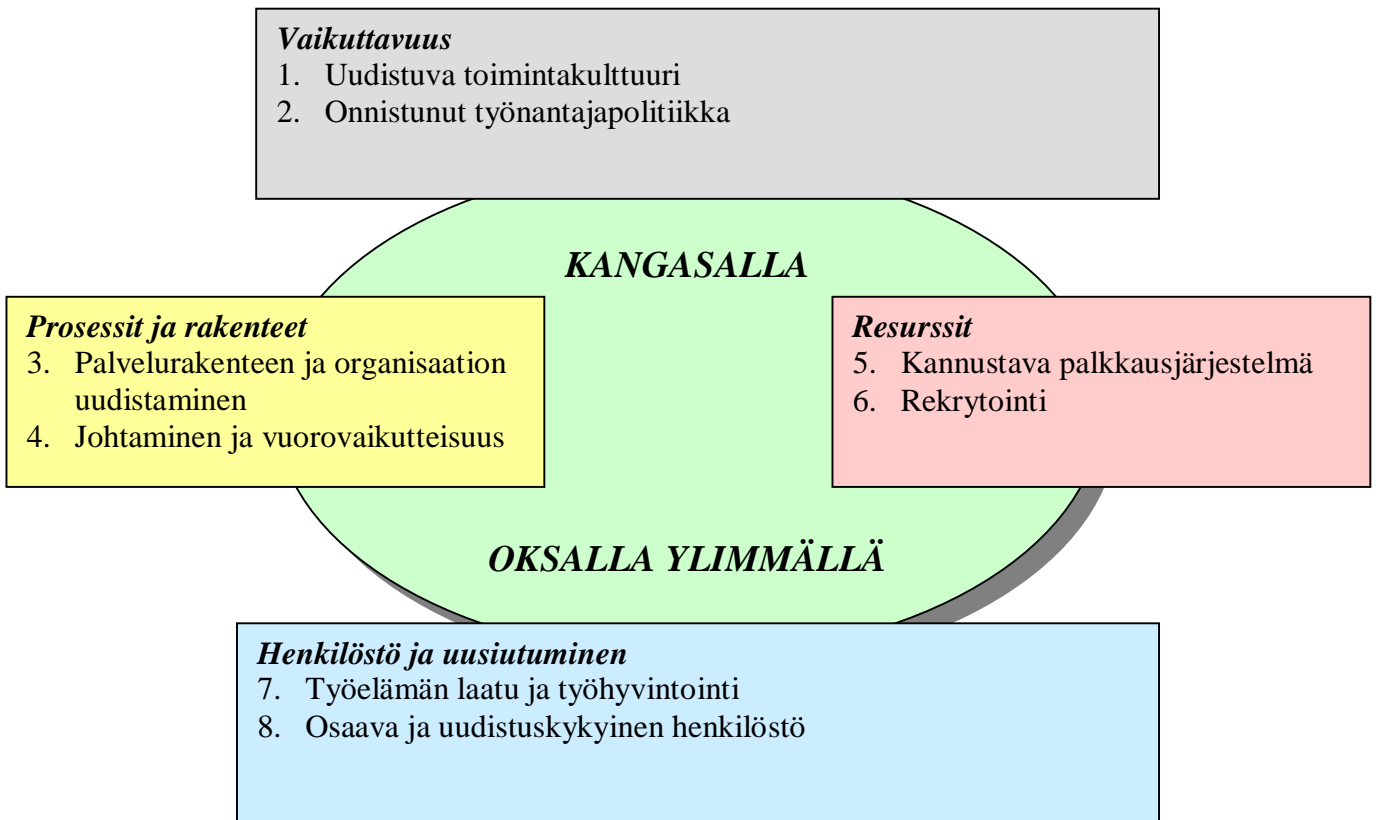 Vaikuttavuus
1. Uudistuva toimintakulttuuri
2. Onnistunut työnantajapolitiikka
KANGASALLA
Prosessit ja rakenteet
3. Palvelurakenteen ja organisaation
uudistaminen
4. Johtaminen ja vuorovaikutteisuus
Resurssit
5. Kannustava palkkausjärjestelmä
6. Rekrytointi
OKSALLA YLIMMÄLLÄ
Henkilöstö ja uusiutuminen
7. Työelämän laatu ja työhyvintointi
8. Osaava ja uudistuskykyinen henkilöstö